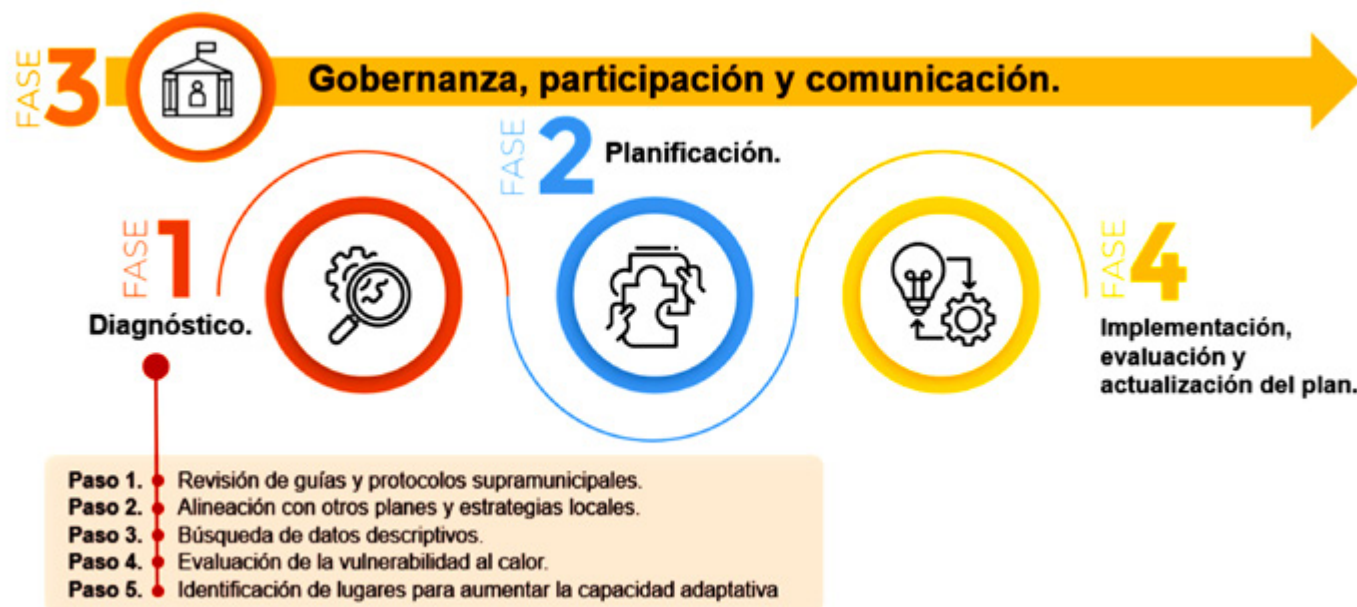 FASE 3
Gobernanza, participación y comunicación.
FASE 1
Diagnóstico.
FASE 2
Planificación.
FASE 4
Implementación,
evaluación y
actualización del plan.
Paso 1. Revisión de guías y protocolos supramunicipales.
Paso 2. Alineación con otros planes y estrategias locales.
Paso 3. Búsqueda de datos descriptivos.
Paso 4. Evaluación de la vulnerabilidad al calor.
Paso 5. Identificación de lugares para aumentar la capacidad adaptativa